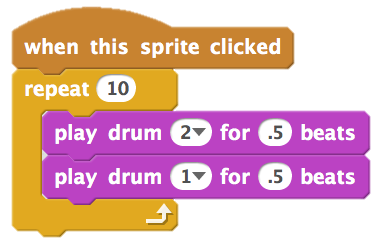 when this sprite clicked
repeat 10
play drum 2 for .5 beats
play drum 1 for .5 beats